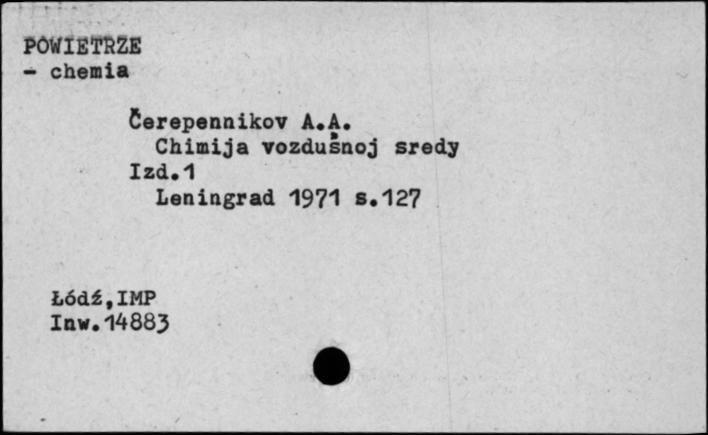 POWIETRZE
- chemia
Čerepennikov A.A.
Chimija vozdušnoj sredy
Izd.1
Leningrad 1971 s.127
Łódź,IMP
Inw.14883